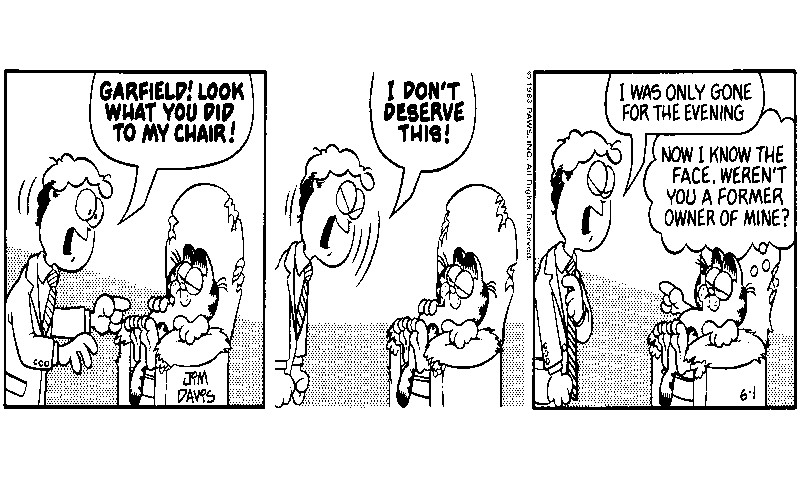 GARFIELD! LOOK
WHAT YOU DID
TO MY CHAIR!
JIM
DAVIS
I DON'T
DESERVE
THIS!
© 1983 PAWS, INC. All Rights Reserved.
I WAS ONLY GONE
FOR THE EVENING
NOW I KNOW THE
FACE. WEREN'T
YOU A FORMER
OWNER OF MINE?
6-1